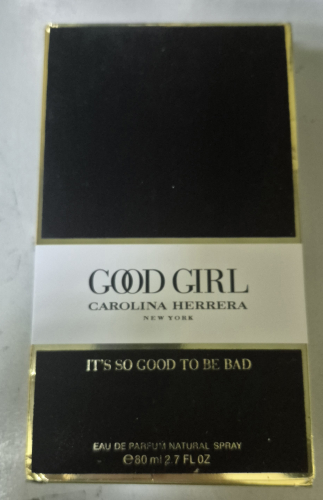 GOOD GIRL
CAROLINA HERRERA
NEW YORK
IT'S SO GOOD TO BE BAD
EAU DE PARFUM NATURAL SPRAY
℮80 ml 2.7 FL OZ